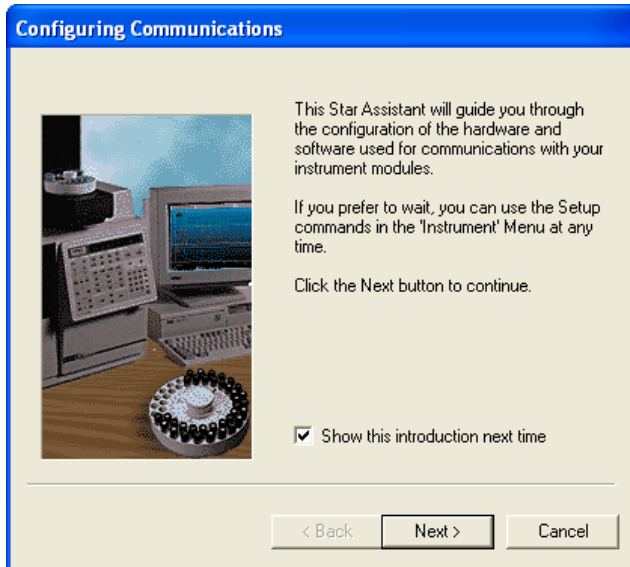 Configuring Communications
This Star Assistant will guide you through
the configuration of the hardware and
software used for communications with your
instrument modules.
If you prefer to wait, you can use the Setup
commands in the 'Instrument' Menu at any
time.
Click the Next button to continue.
Show this introduction next time
< Back
Next >
Cancel